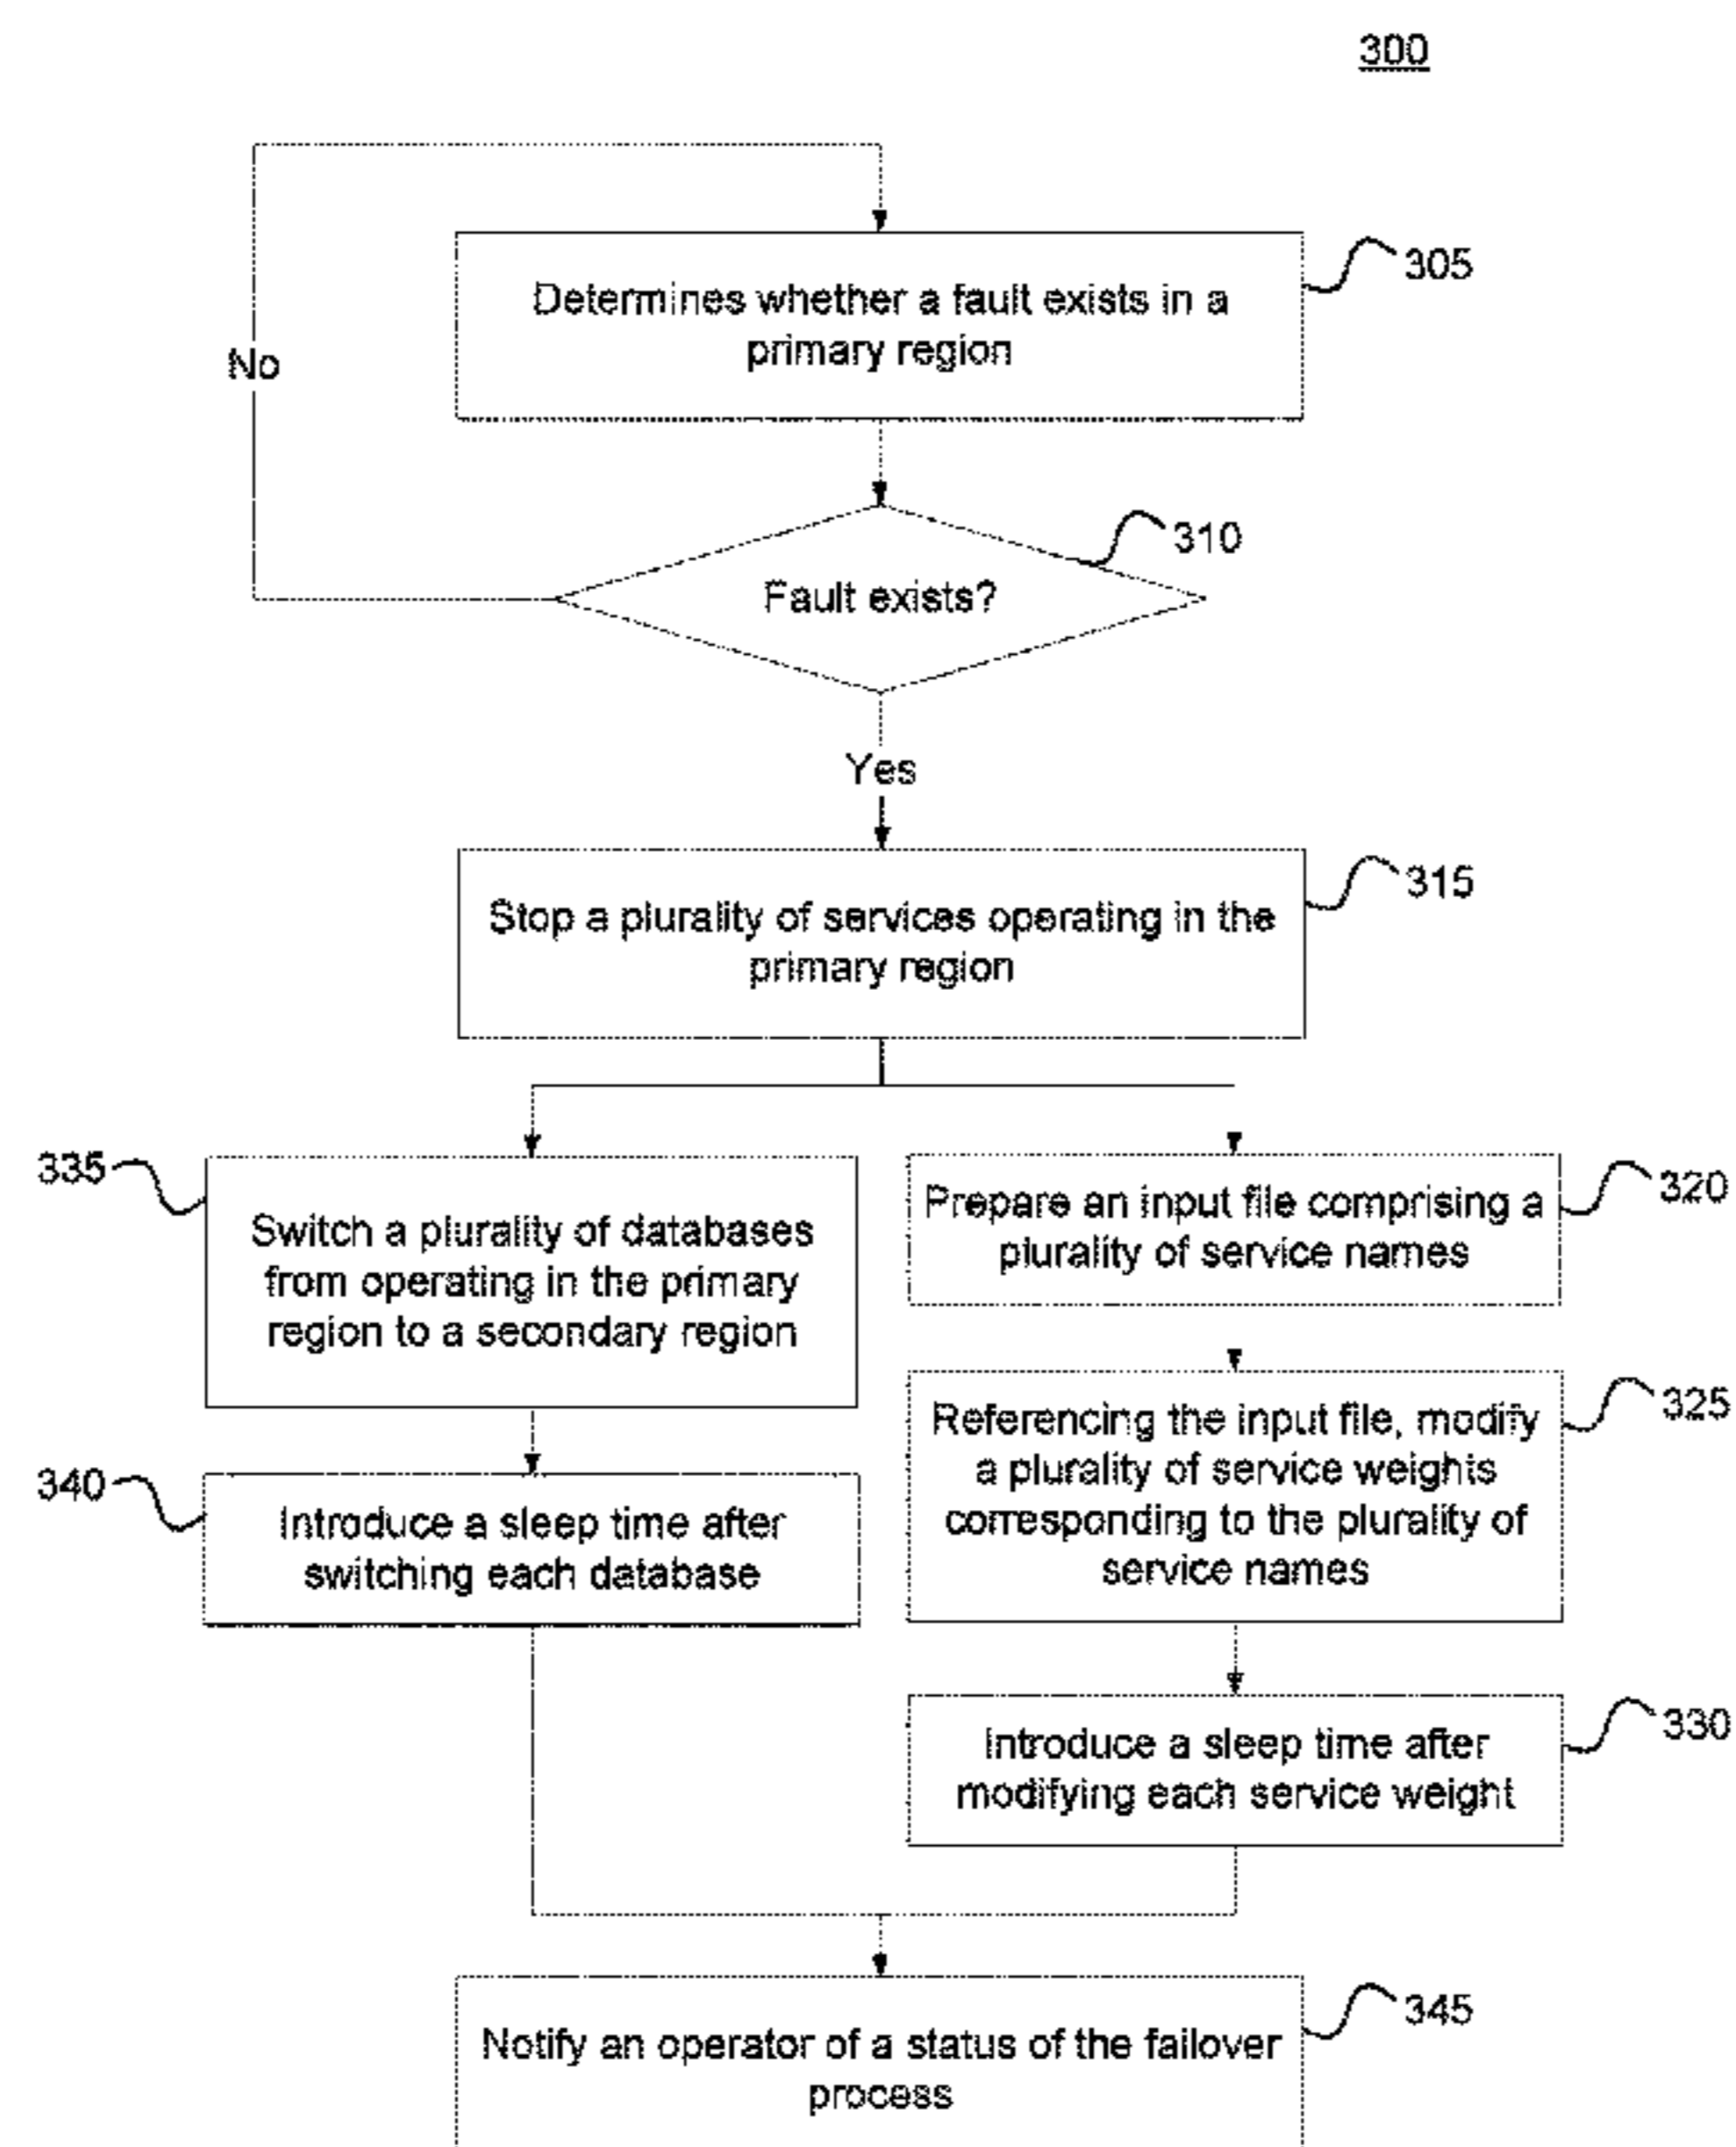 300
Determines whether a fault exists in a
primary region
305
No
Fault exists?
310
Yes
Stop a plurality of services operating in the
primary region
315
335
Switch a plurality of databases
from operating in the primary
region to a secondary region
340
Introduce a sleep time after
switching each database
Prepare an input file comprising a
plurality of service names
320
Referencing the input file, modify
a plurality of service weights
corresponding to the plurality of
service names
325
Introduce a sleep time after
modifying each service weight
330
Notify an operator of a status of the failover
process
345